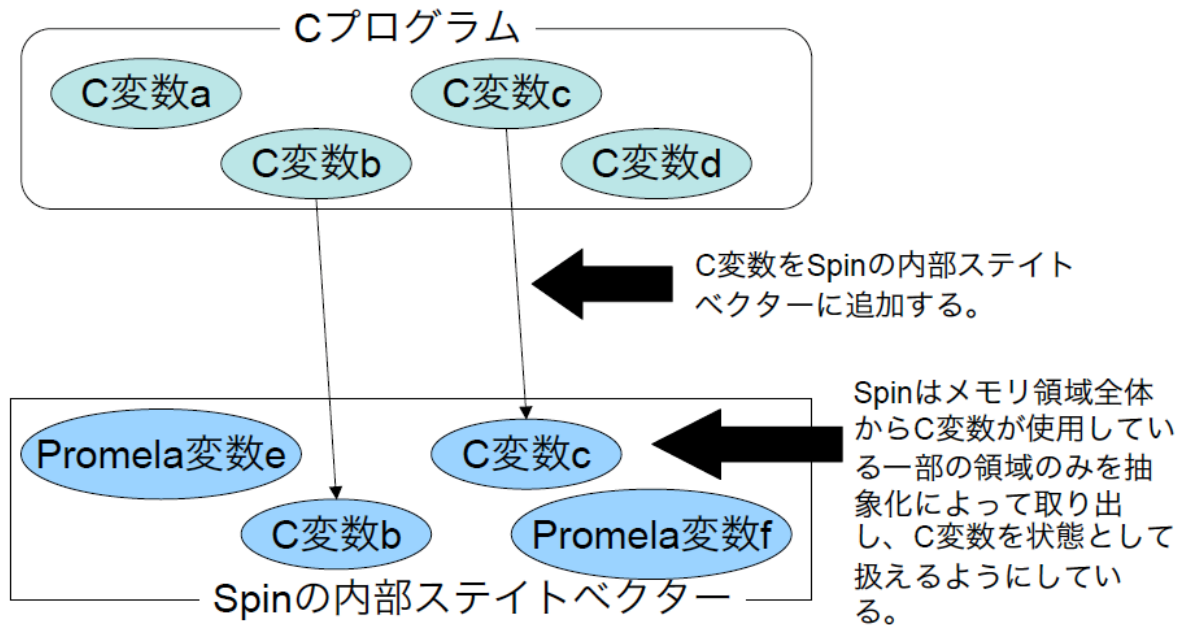 Cプログラム
C変数a
C変数c
C変数b
C変数d
C変数をSpinの内部ステイト
ベクターに追加する。
Spinはメモリ領域全体
からC変数が使用してい
る一部の領域のみを抽
象化によって取り出
し、C変数を状態として
扱えるようにしてい
る。
Promela変数e
C変数c
C変数b
Promela変数f
Spinの内部ステイトベクター